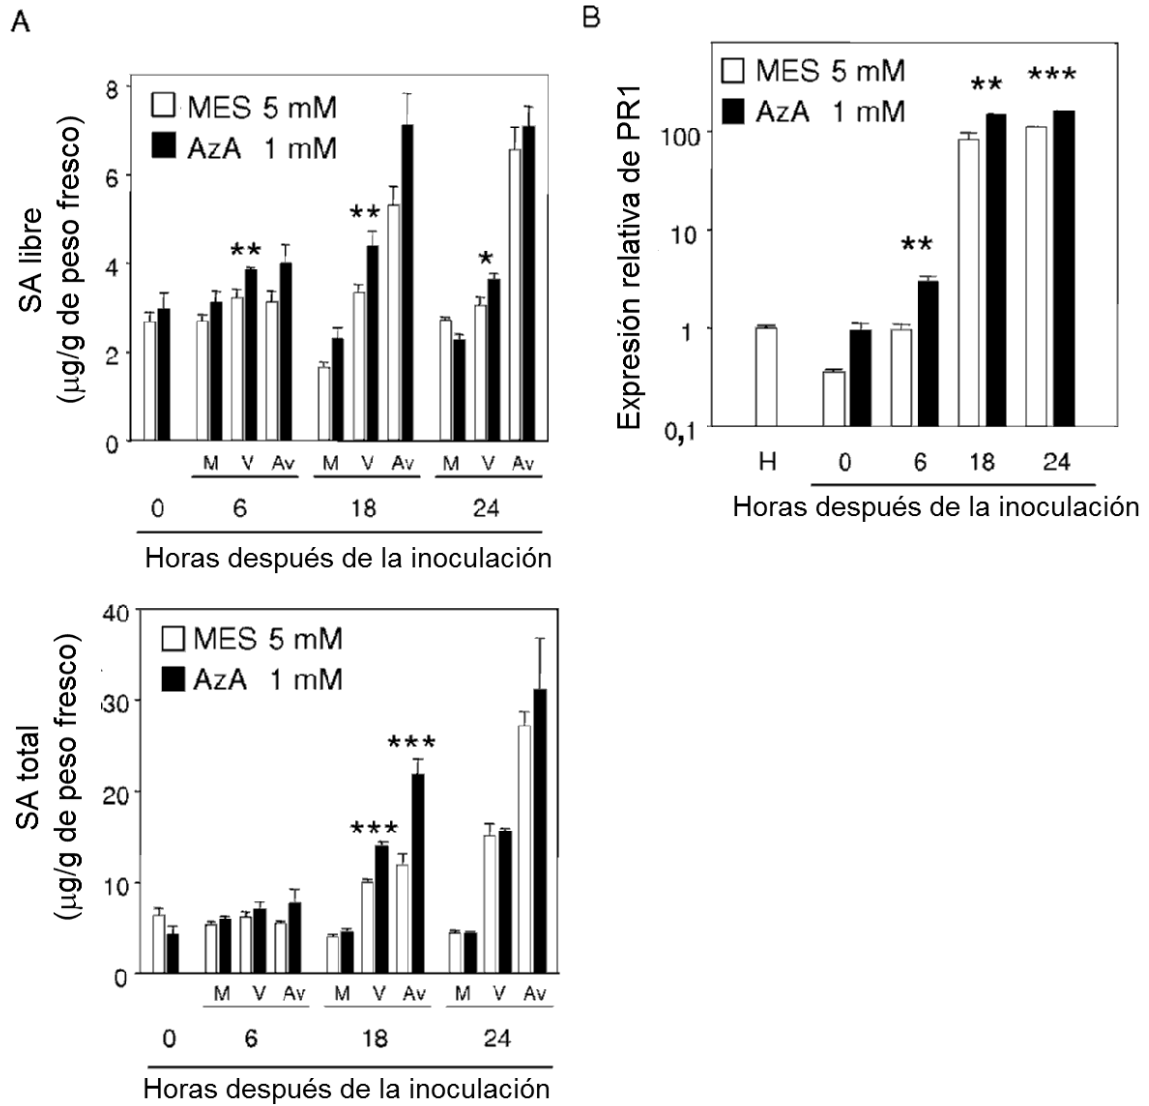 A
SA libre
(µg/g de peso fresco)
8
6
4
2
0
MES 5 mM
AzA 1 mM
**
**
*
M V Av M V Av M V Av
0 6 18 24
Horas después de la inoculación
SA total
(µg/g de peso fresco)
40
30
20
10
0
MES 5 mM
AzA 1 mM
***
***
M V Av M V Av M V Av
0 6 18 24
Horas después de la inoculación
B
Expresión relativa de PR1
100
10
1
0,1
MES 5 mM
AzA 1 mM
**
**
***
H 0 6 18 24
Horas después de la inoculación